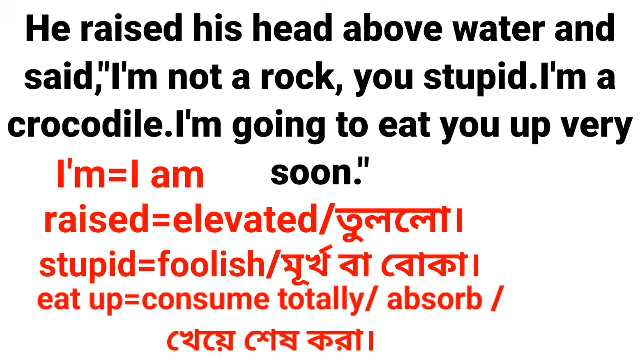 He raised his head above water and
said,"I'm not a rock, you stupid.I'm a
crocodile.I'm going to eat you up very
soon."
I'm=I am
raised=elevated/তুললো।
stupid=foolish/মূর্খ বা বোকা।
eat up=consume totally/ absorb /
খেয়ে শেষ করা।